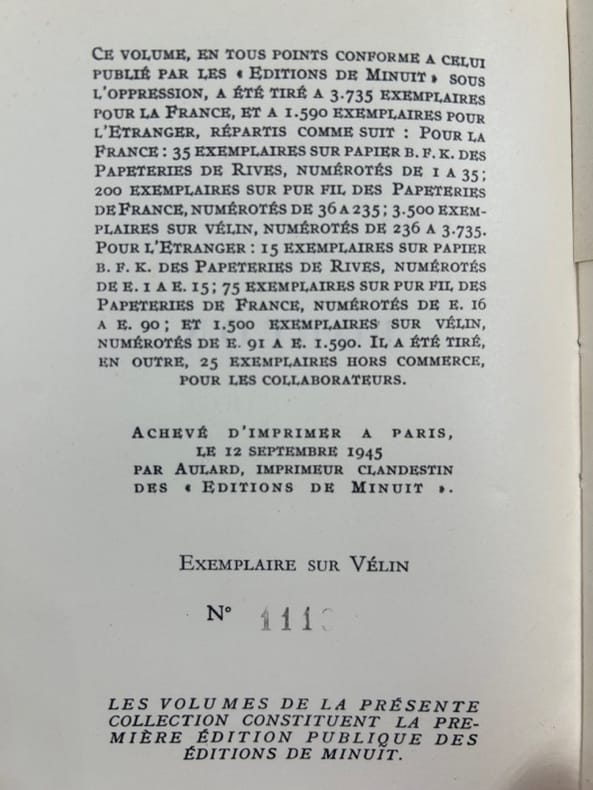 CE VOLUME, EN TOUS POINTS CONFORME A CELUI
PUBLIÉ PAR LES « EDITIONS DE MINUIT » SOUS
L'OPPRESSION, A ÉTÉ TIRÉ A 3.735 EXEMPLAIRES
POUR LA FRANCE, ET A 1.590 EXEMPLAIRES POUR
L'ETRANGER, RÉPARTIS COMME SUIT : POUR LA
FRANCE : 35 EXEMPLAIRES SUR PAPIER B. F. K. DES
PAPETERIES DE RIVES, NUMÉROTÉS DE 1 A 35 ;
200 EXEMPLAIRES SUR PUR FIL DES PAPETERIES
DE FRANCE, NUMÉROTÉS DE 36 A 235 ; 3.500 EXEM-
PLAIRES SUR VÉLIN, NUMÉROTÉS DE 236 A 3.735.
POUR L'ETRANGER : 15 EXEMPLAIRES SUR PAPIER
B. F. K. DES PAPETERIES DE RIVES, NUMÉROTÉS
DE E. 1 A E. 15 ; 75 EXEMPLAIRES SUR PUR FIL DES
PAPETERIES DE FRANCE, NUMÉROTÉS DE E. 16
A E. 90 ; ET 1.500 EXEMPLAIRES SUR VÉLIN,
NUMÉROTÉS DE E. 91 A E. 1.590. IL A ÉTÉ TIRÉ,
EN OUTRE, 25 EXEMPLAIRES HORS COMMERCE,
POUR LES COLLABORATEURS.
ACHEVÉ D'IMPRIMER A PARIS,
LE 12 SEPTEMBRE 1945
PAR AULARD, IMPRIMEUR CLANDESTIN
DES « EDITIONS DE MINUIT ».
EXEMPLAIRE SUR VÉLIN
N°
LES VOLUMES DE LA PRÉSENTE
COLLECTION CONSTITUENT LA PRE-
MIÈRE ÉDITION PUBLIQUE DES
ÉDITIONS DE MINUIT.